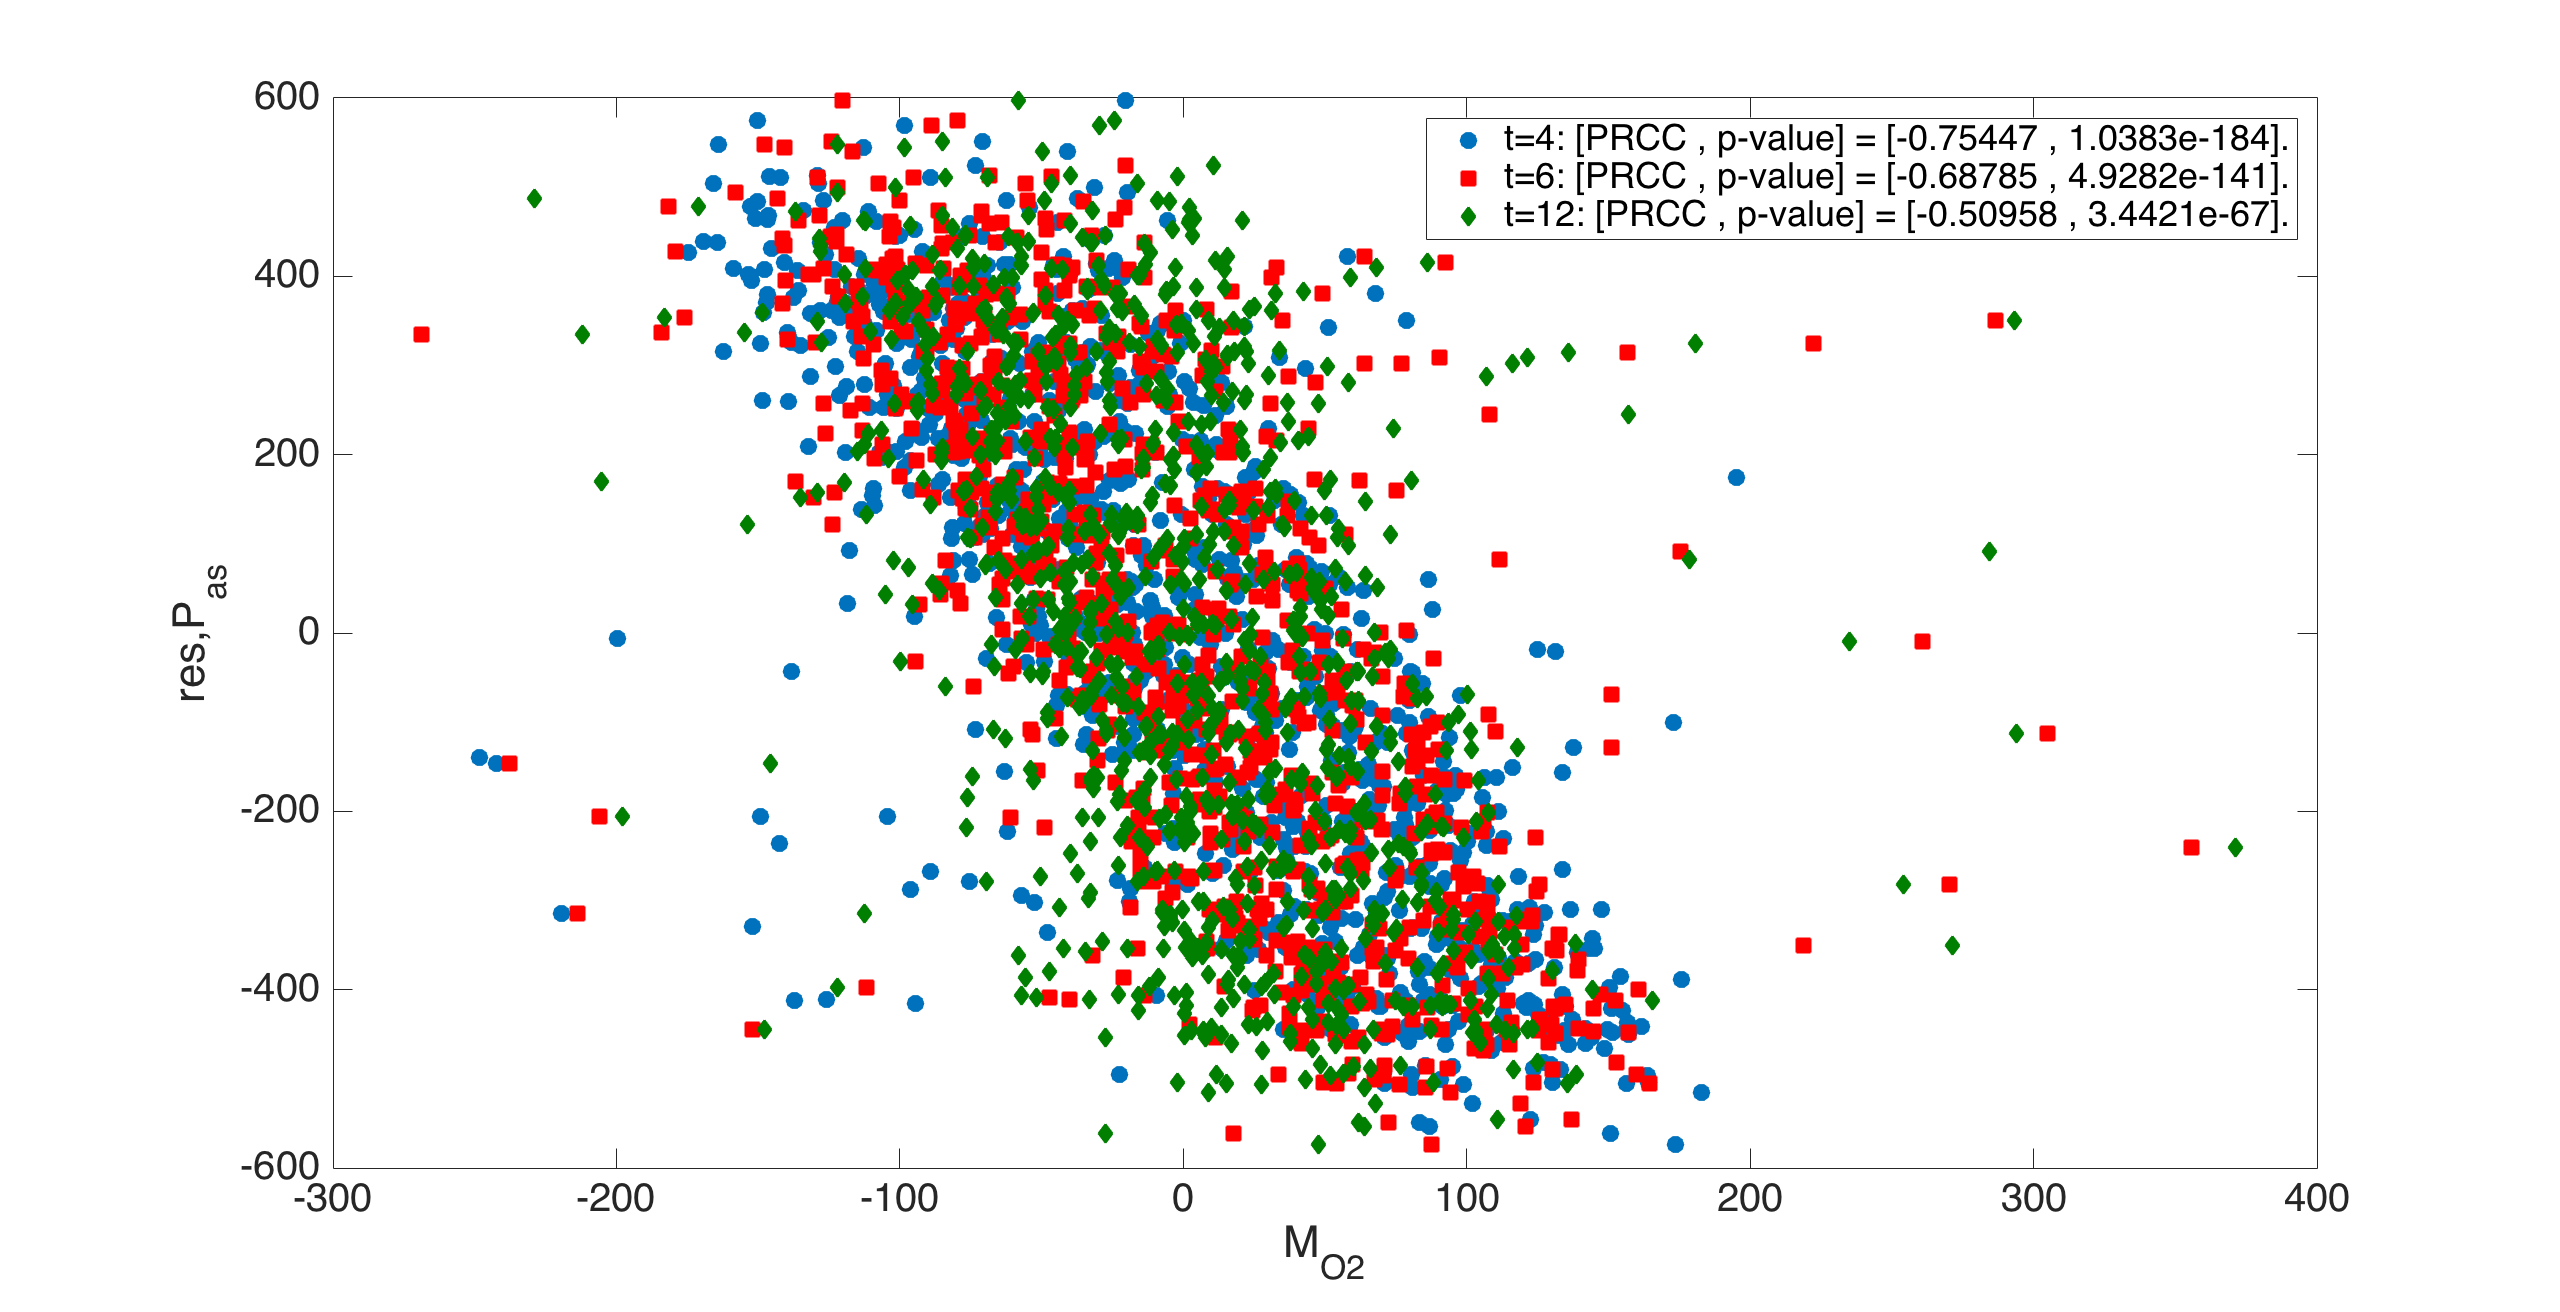 600
400
200
0
-200
-400
-600
res,P_as
t=4: [PRCC , p-value] = [-0.75447 , 1.0383e-184].
t=6: [PRCC , p-value] = [-0.68785 , 4.9282e-141].
t=12: [PRCC , p-value] = [-0.50958 , 3.4421e-67].
-300 -200 -100 0 100 200 300 400
M_O2